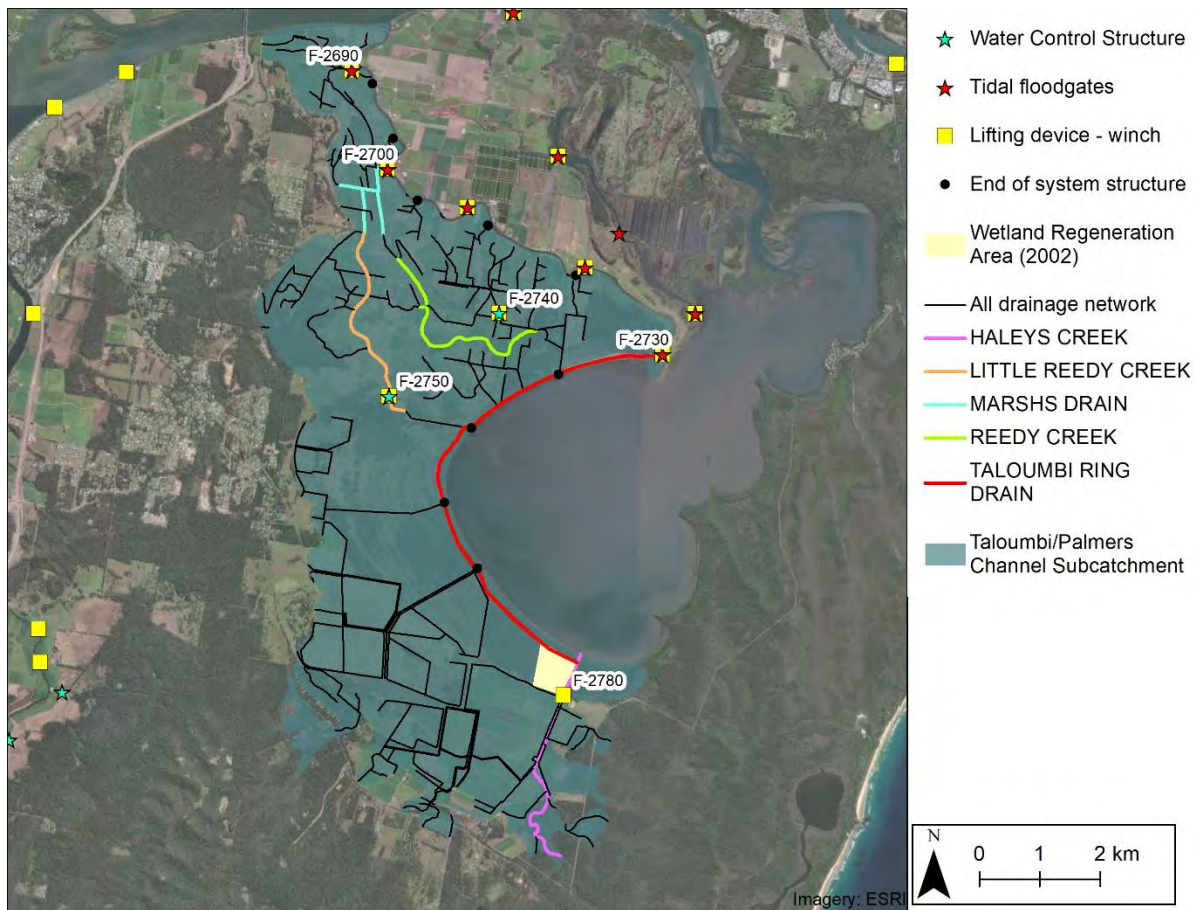 F-2690
F-2700
F-2740
F-2730
F-2750
F-2780
Imagery: ESRI
Water Control Structure
Tidal floodgates
Lifting device - winch
End of system structure
Wetland Regeneration
Area (2002)
All drainage network
HALEYS CREEK
LITTLE REEDY CREEK
MARSHS DRAIN
REEDY CREEK
TALOUMBI RING
DRAIN
Taloumbi/Palmers
Channel Subcatchment
N
0 1 2 km